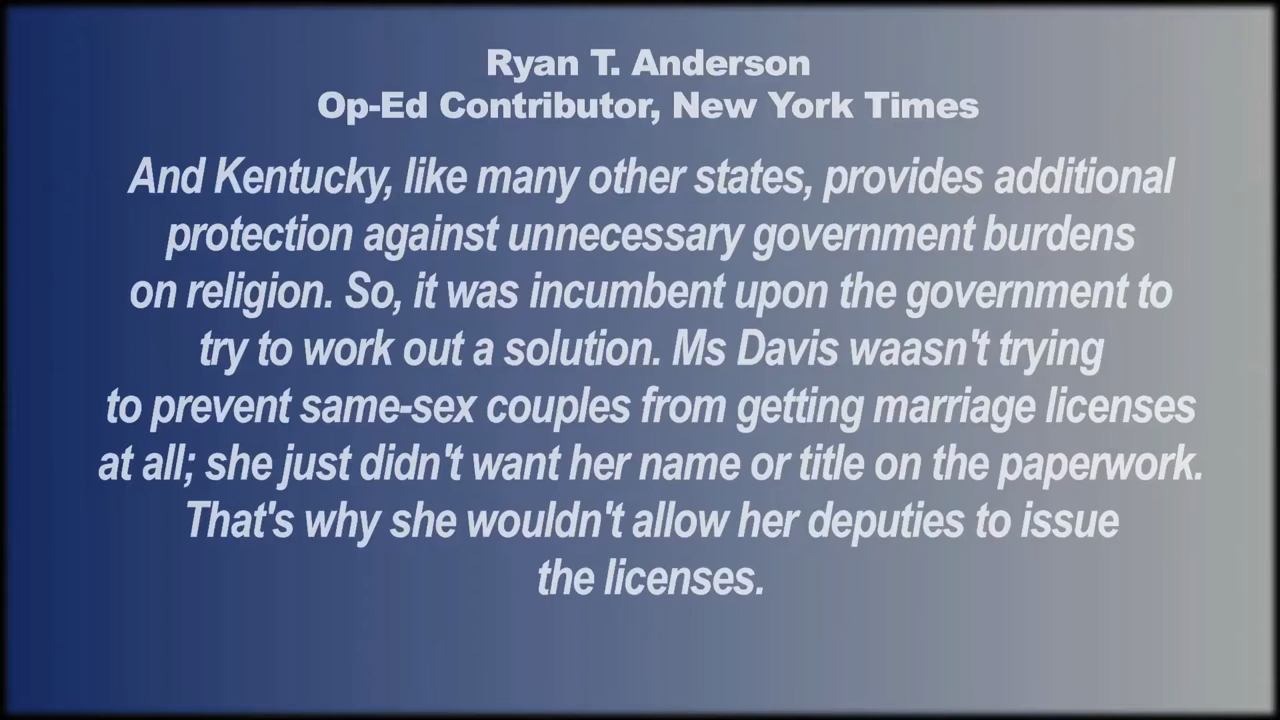 Ryan T. Anderson
Op-Ed Contributor, New York Times
And Kentucky, like many other states, provides additional
protection against unnecessary government burdens
on religion. So, it was incumbent upon the government to
try to work out a solution. Ms Davis waasn't trying
to prevent same-sex couples from getting marriage licenses
at all; she just didn't want her name or title on the paperwork.
That's why she wouldn't allow her deputies to issue
the licenses.